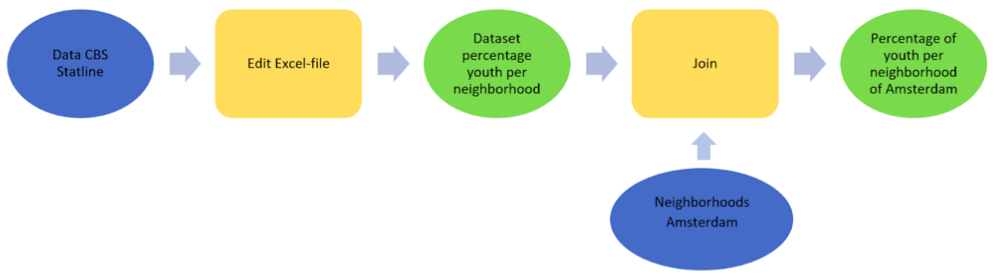 Data CBS
Statline
Edit Excel-file
Dataset
percentage
youth per
neighborhood
Join
Percentage of
youth per
neighborhood
of Amsterdam
Neighborhoods
Amsterdam